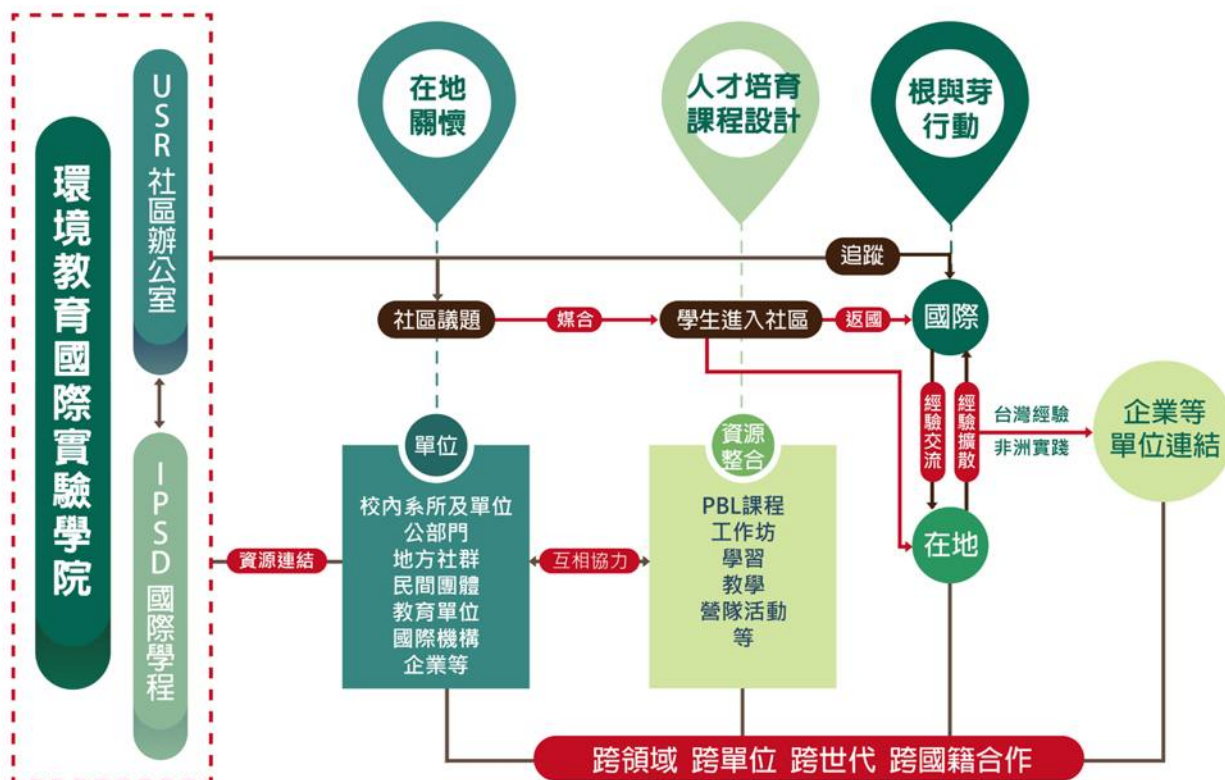 環境教育國際實驗學院
USR 社區辦公室
IPSD 國際學程
在地
關懷
人才培育
課程設計
根與芽
行動
追蹤
社區議題
媒合
學生進入社區
返國
國際
經驗交流
經驗擴散
台灣經驗
非洲實踐
企業等
單位連結
單位
校內系所及單位
公部門
地方社群
民間團體
教育單位
國際機構
企業等
資源
整合
PBL課程
工作坊
學習
教學
營隊活動
等
資源連結
互相協力
在地
跨領域 跨單位 跨世代 跨國籍合作